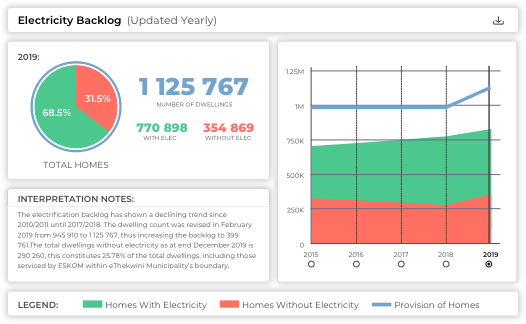 Electricity Backlog (Updated Yearly)
2019:
31.5%
68.5%
TOTAL HOMES
1 125 767
NUMBER OF DWELLINGS
770 898
WITH ELEC
354 869
WITHOUT ELEC
INTERPRETATION NOTES:
The electrification backlog has shown a declining trend since
2010/2011 until 2017/2018. The dwelling count was revised in February
2019 from 945 910 to 1 125 767, thus increasing the backlog to 399
761.The total dwellings without electricity as at end December 2019 is
290 260, this constitutes 25.78% of the total dwellings, including those
serviced by ESKOM within eThekwini Municipality's boundary.
125M
1M
750K
500K
250K
0
2015 2016 2017 2018 2019
LEGEND: Homes With Electricity Homes Without Electricity Provision of Homes